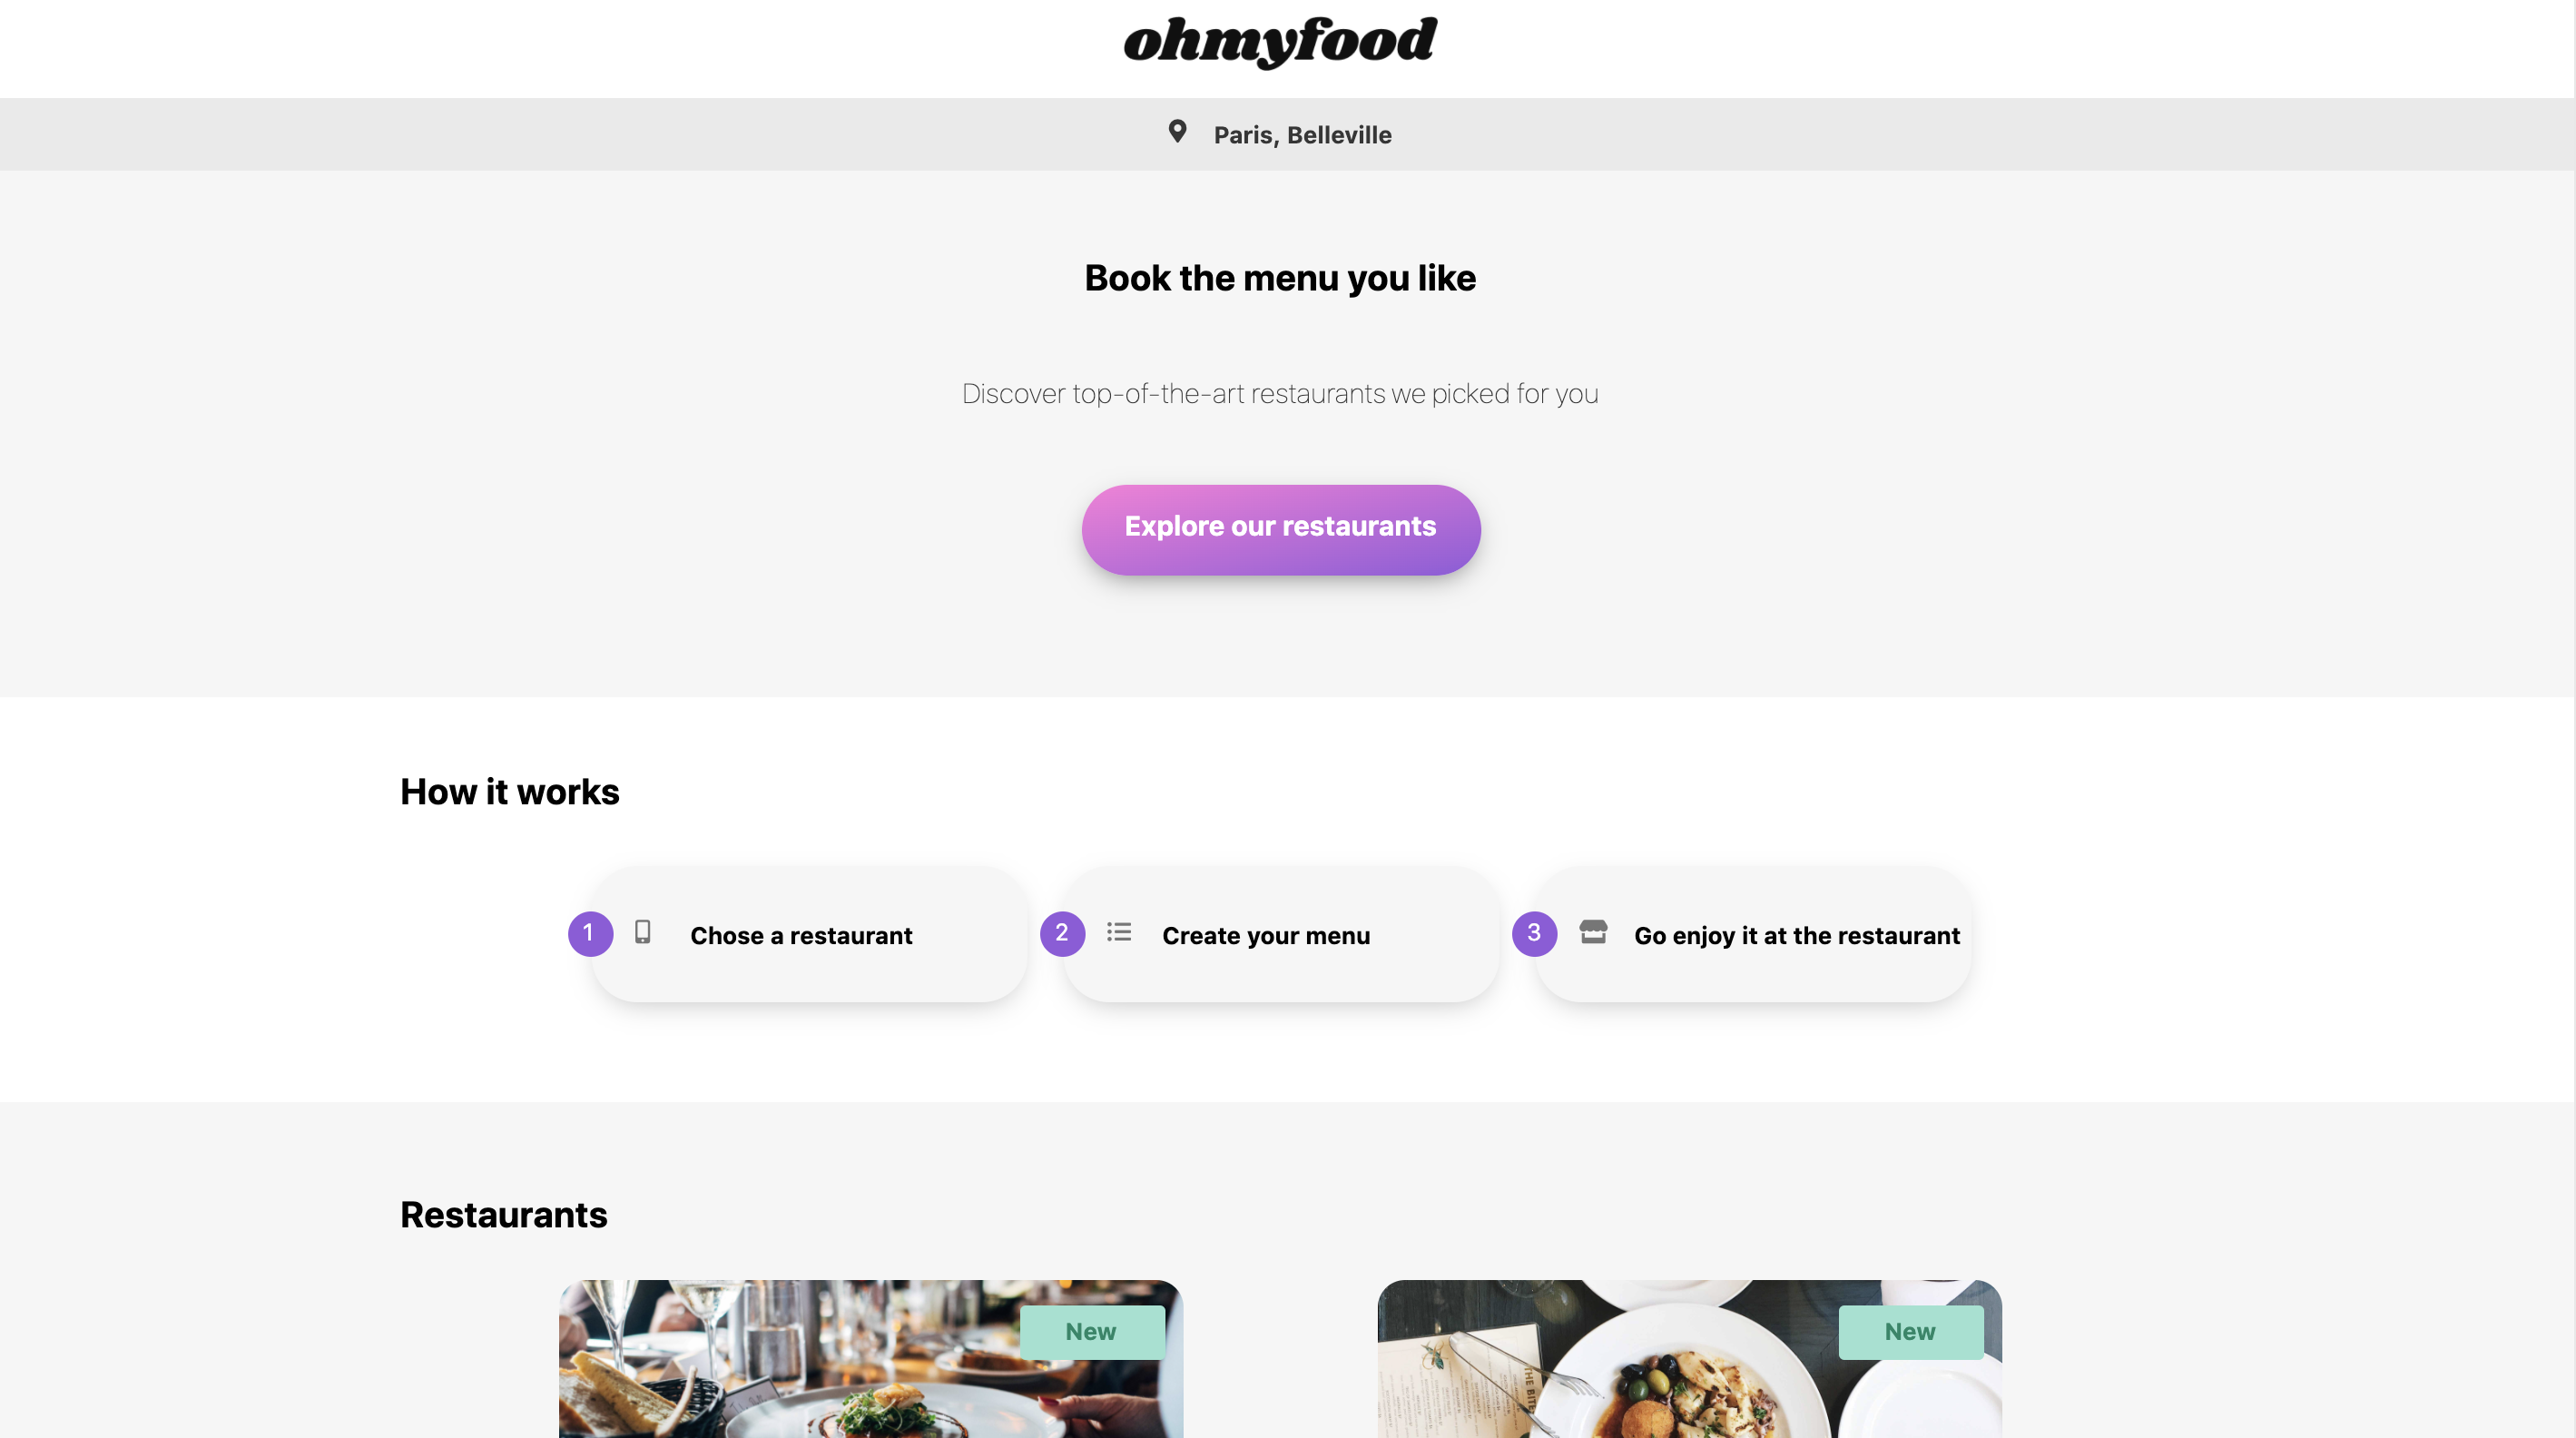 ohmyfood
Paris, Belleville
Book the menu you like
Discover top-of-the-art restaurants we picked for you
Explore our restaurants
How it works
1 Chose a restaurant
2 Create your menu
3 Go enjoy it at the restaurant
Restaurants
New
New